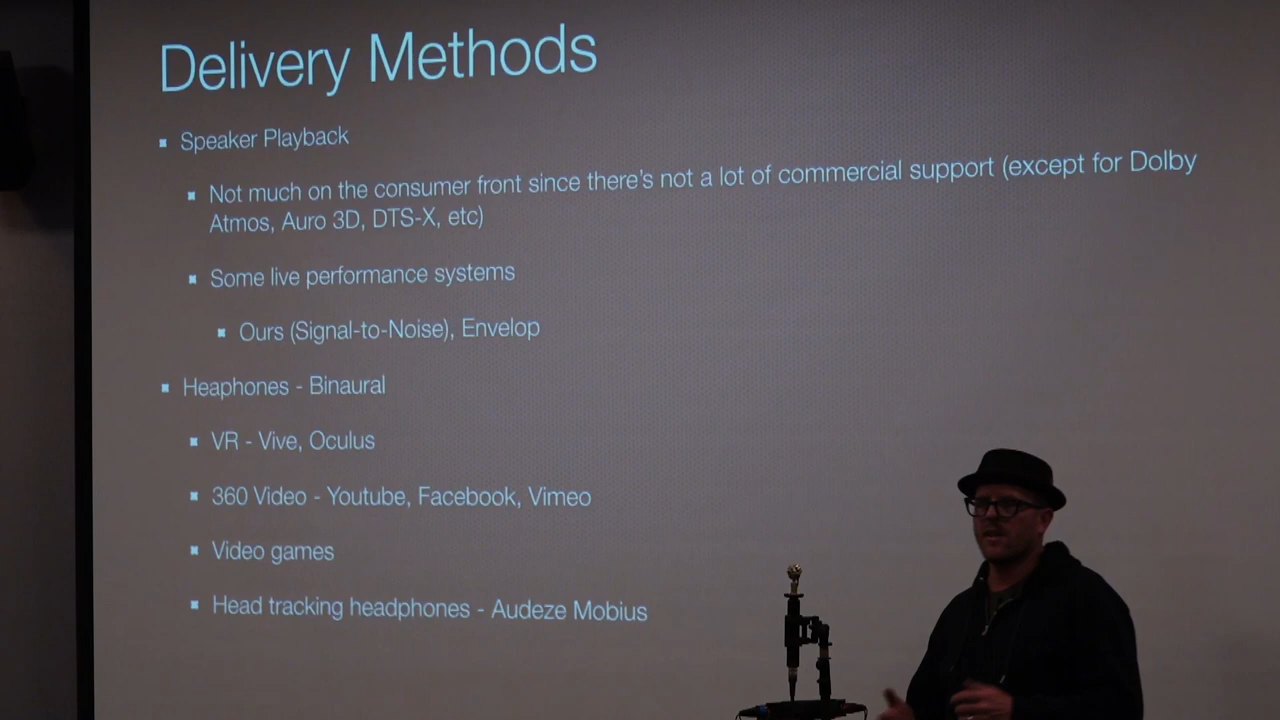 Delivery Methods
Speaker Playback
Not much on the consumer front since there's not a lot of commercial support (except for Dolby
Atmos, Auro 3D, DTS-X, etc)
Some live performance systems
Ours (Signal-to-Noise), Envelop
Heaphones - Binaural
VR - Vive, Oculus
360 Video - Youtube, Facebook, Vimeo
Video games
Head tracking headphones - Audeze Mobius